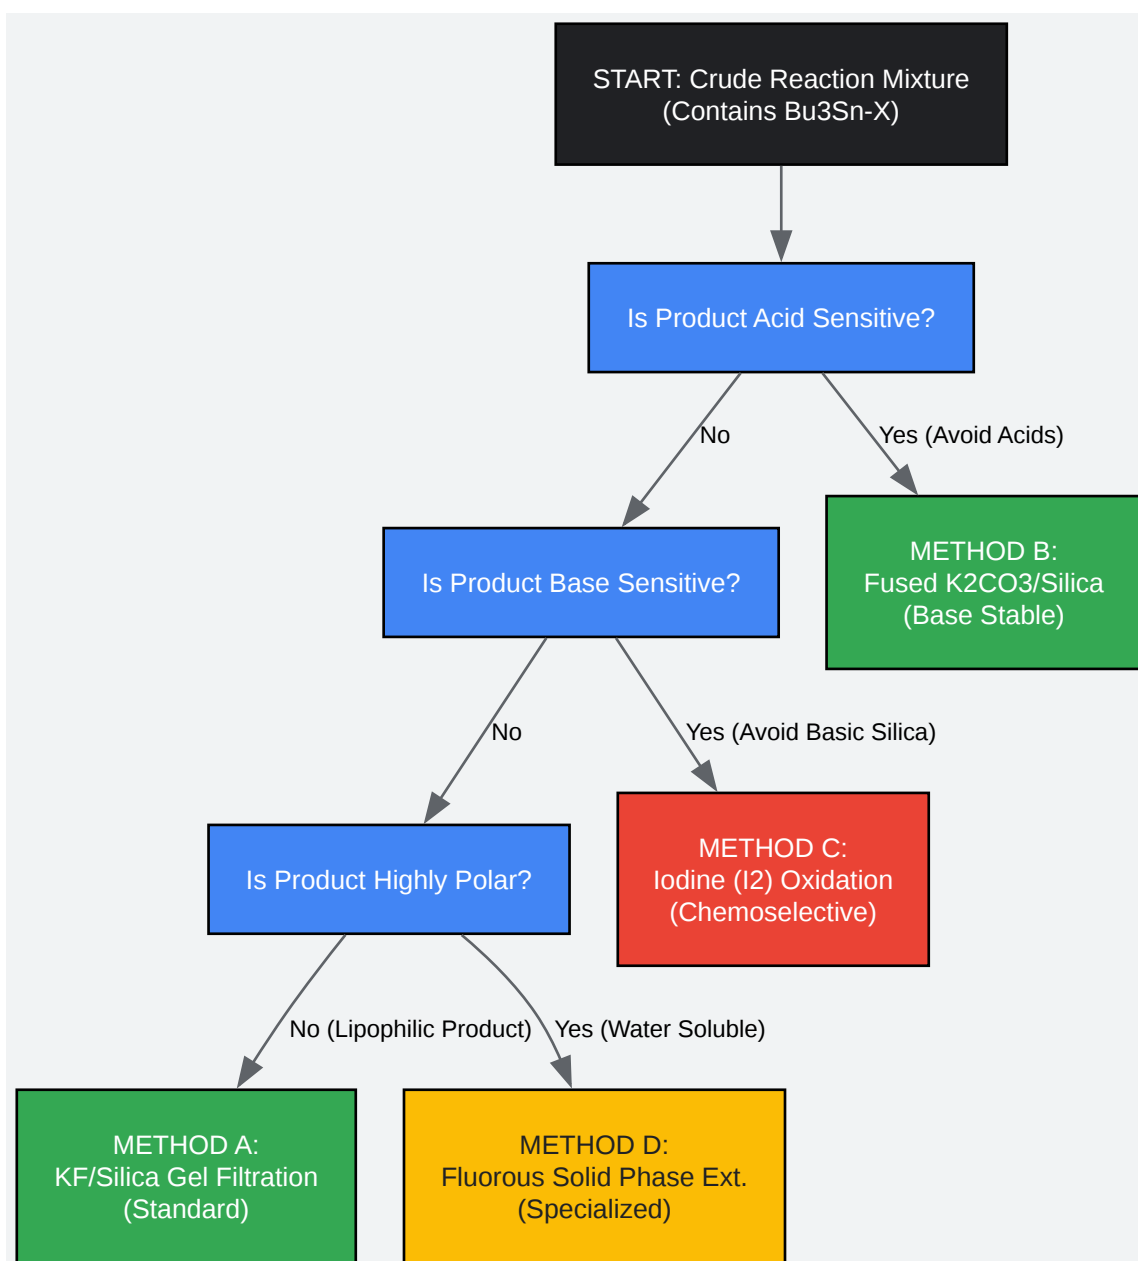 START: Crude Reaction Mixture
(Contains Bu3Sn-X)
Is Product Acid Sensitive?
No
Yes (Avoid Acids)
METHOD B:
Fused K2CO3/Silica
(Base Stable)
Is Product Base Sensitive?
No
Yes (Avoid Basic Silica)
METHOD C:
Iodine (I2) Oxidation
(Chemoselective)
Is Product Highly Polar?
No (Lipophilic Product)
Yes (Water Soluble)
METHOD A:
KF/Silica Gel Filtration
(Standard)
METHOD D:
Fluorous Solid Phase Ext.
(Specialized)